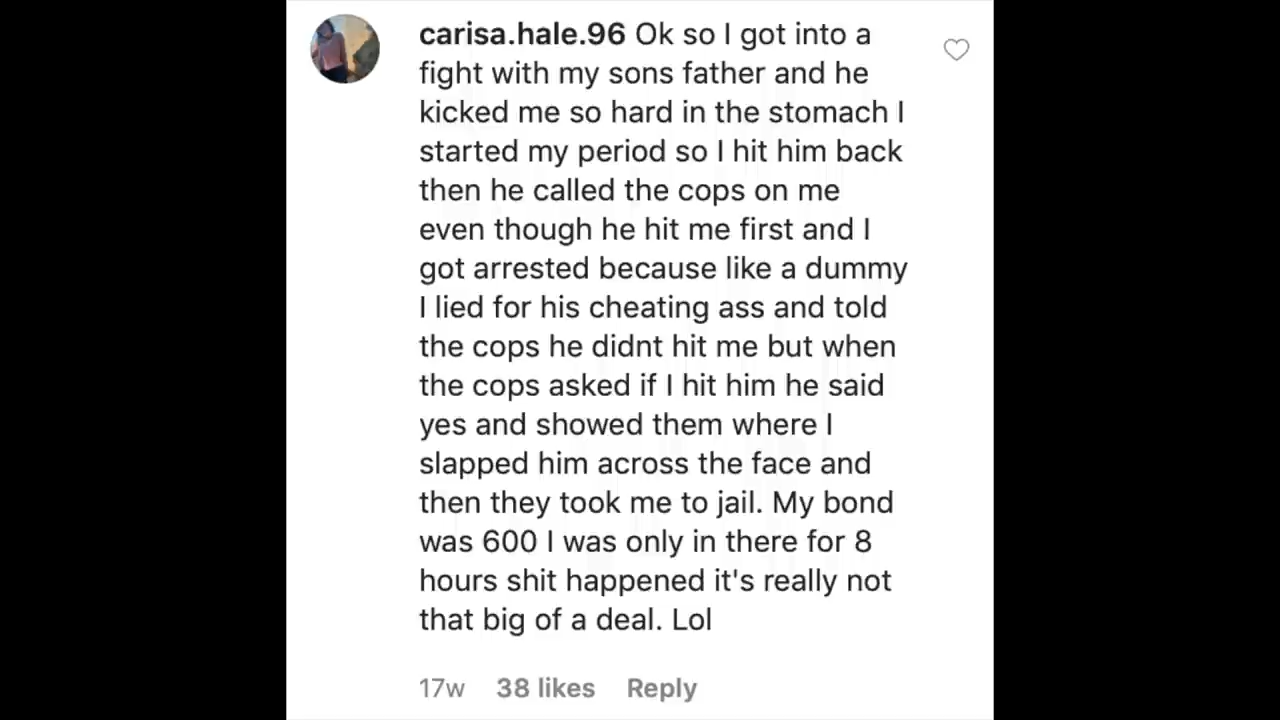 carisa.hale.96 Ok so I got into a
fight with my sons father and he
kicked me so hard in the stomach I
started my period so I hit him back
then he called the cops on me
even though he hit me first and I
got arrested because like a dummy
I lied for his cheating ass and told
the cops he didnt hit me but when
the cops asked if I hit him he said
yes and showed them where I
slapped him across the face and
then they took me to jail. My bond
was 600 I was only in there for 8
hours shit happened it's really not
that big of a deal. Lol
17w 38 likes Reply